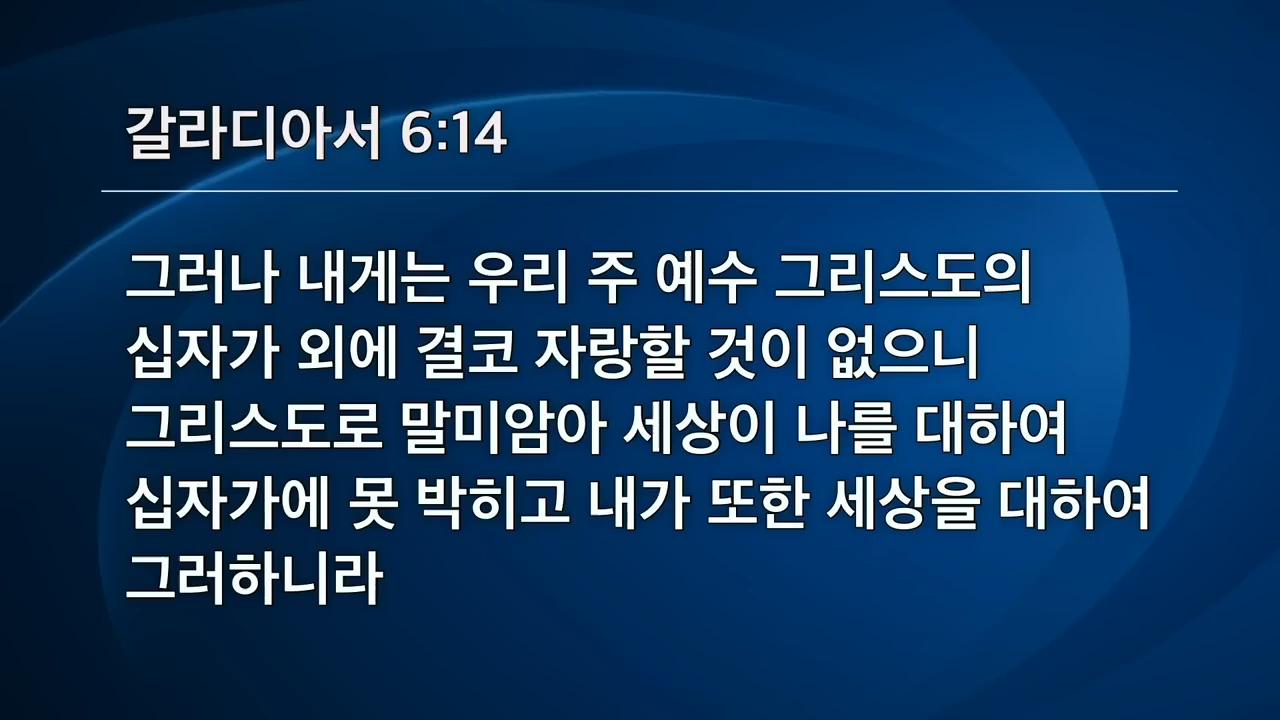 갈라디아서 6:14
그러나 내게는 우리 주 예수 그리스도의
십자가 외에 결코 자랑할 것이 없으니
그리스도로 말미암아 세상이 나를 대하여
십자가에 못 박히고 내가 또한 세상을 대하여
그러하니라